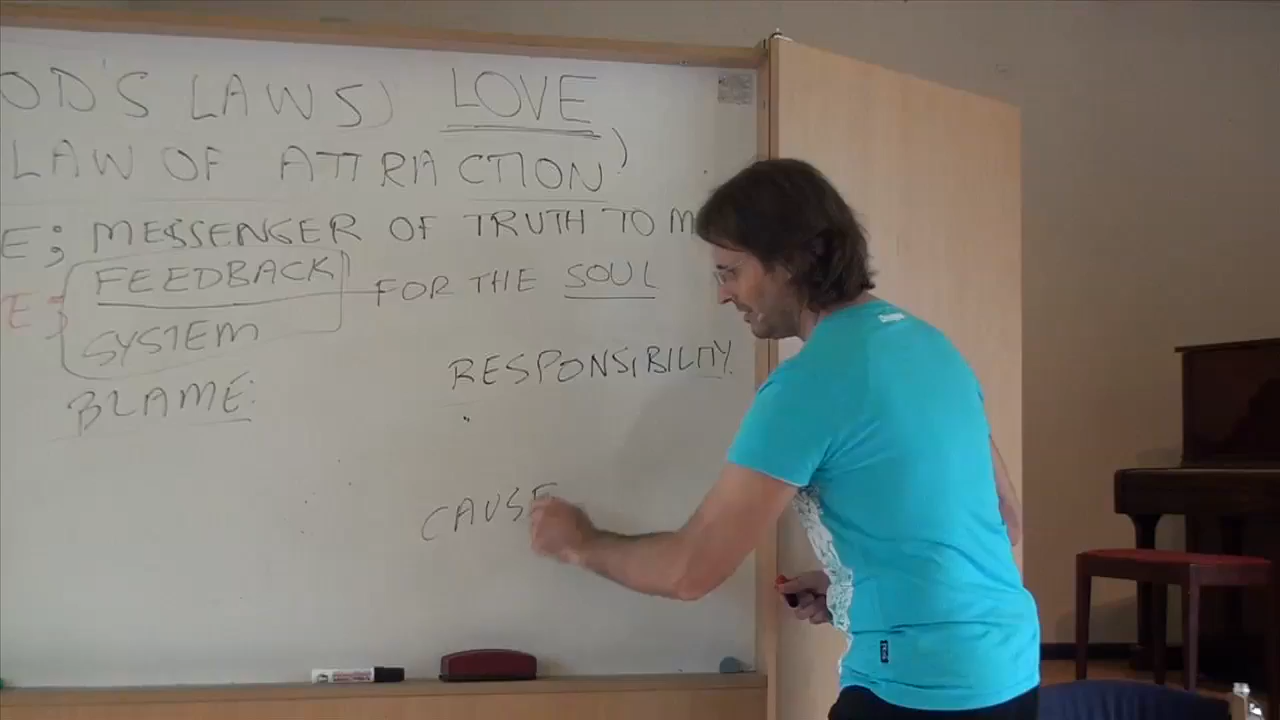 OD'S (LAWS) LOVE
LAW OF ATTRACTION)
E; MESSENGER OF TRUTH TO M
FEEDBACK FOR THE SOUL
E
SYSTEM
RESPONSIBILITY
BLAME:
CAUSE